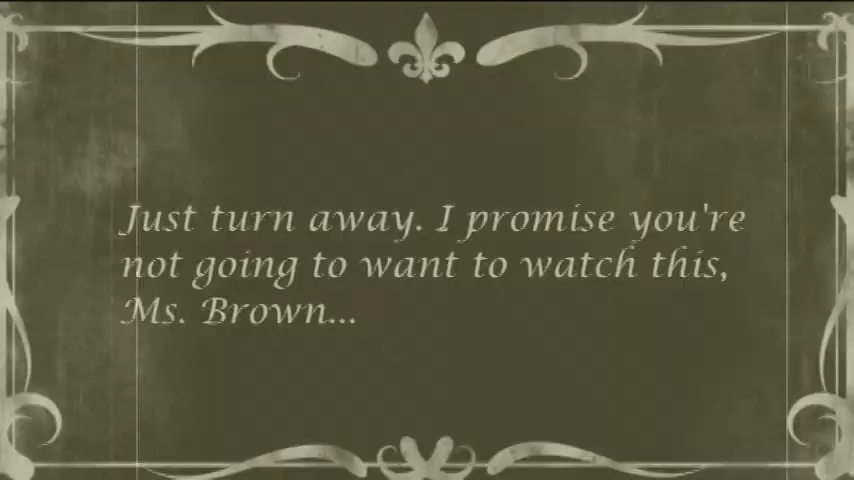 Just turn away. I promise you're
not going to want to watch this,
Ms. Brown...